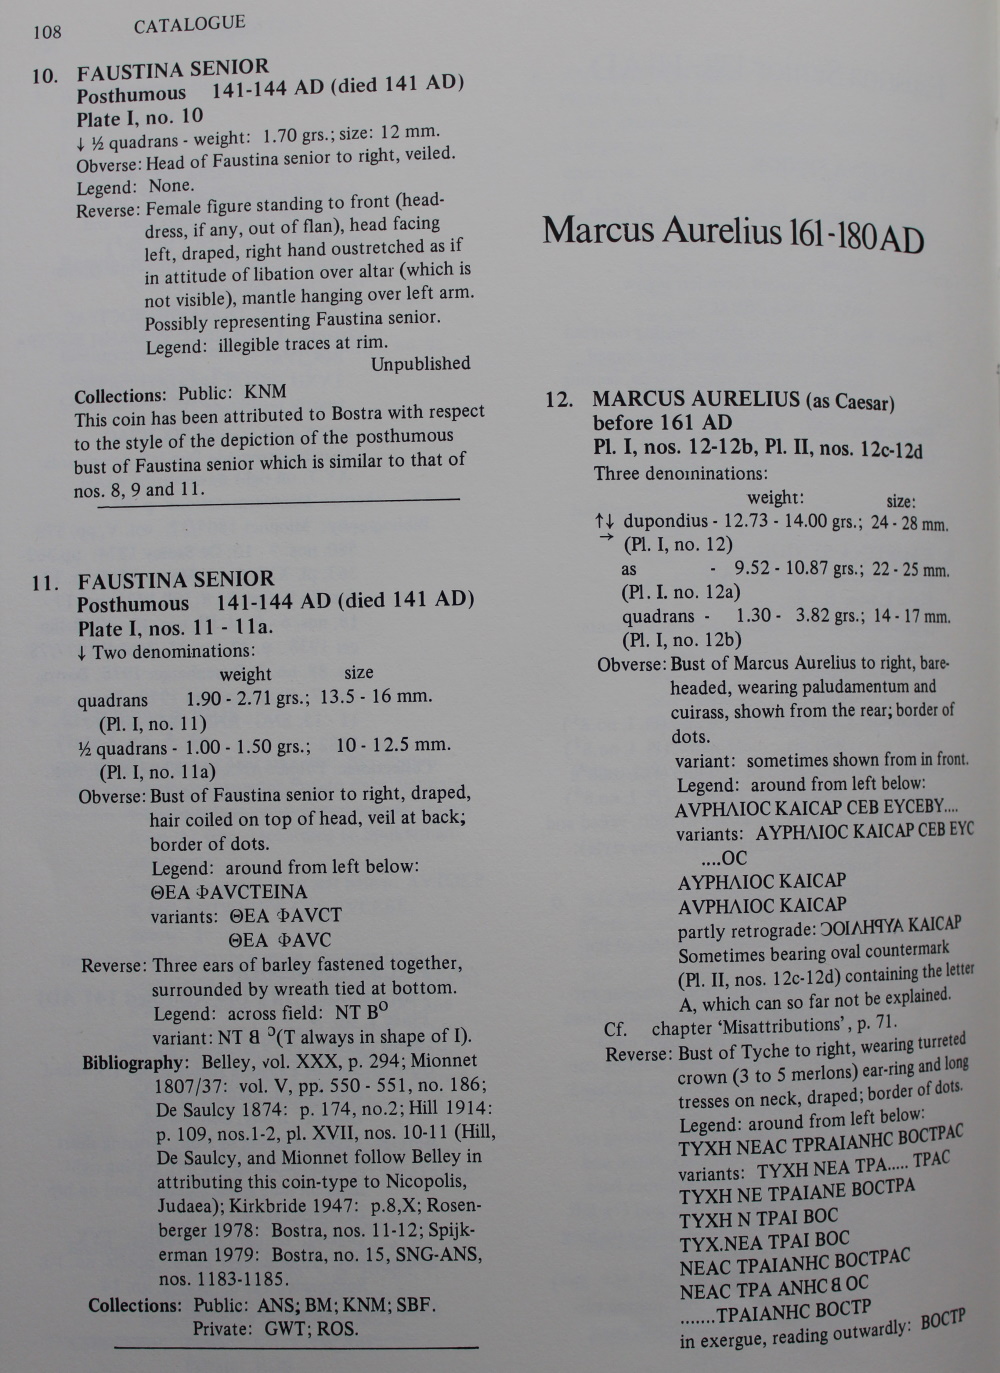 108 CATALOGUE
10. FAUSTINA SENIOR
Posthumous 141-144 AD (died 141 AD)
Plate I, no. 10
↓ ½ quadrans - weight: 1.70 grs.; size: 12 mm.
Obverse: Head of Faustina senior to right, veiled.
Legend: None.
Reverse: Female figure standing to front (head-
dress, if any, out of flan), head facing
left, draped, right hand oustretched as if
in attitude of libation over altar (which is
not visible), mantle hanging over left arm.
Possibly representing Faustina senior.
Legend: illegible traces at rim.
Unpublished
Collections: Public: KNM
This coin has been attributed to Bostra with respect
to the style of the depiction of the posthumous
bust of Faustina senior which is similar to that of
nos. 8, 9 and 11.
11. FAUSTINA SENIOR
Posthumous 141-144 AD (died 141 AD)
Plate I, nos. 11 - 11a.
↓ Two denominations:
weight size
quadrans 1.90 - 2.71 grs.; 13.5 - 16 mm.
(Pl. I, no. 11)
½ quadrans - 1.00 - 1.50 grs.; 10 - 12.5 mm.
(Pl. I, no. 11a)
Obverse: Bust of Faustina senior to right, draped,
hair coiled on top of head, veil at back;
border of dots.
Legend: around from left below:
ΘEA ΦAVCTEINA
variants: ΘEA ΦAVCT
ΘEA ΦAVC
Reverse: Three ears of barley fastened together,
surrounded by wreath tied at bottom.
Legend: across field: NT Bᴼ
variant: NT ᗺ ᑐ(T always in shape of I).
Bibliography: Belley, vol. XXX, p. 294; Mionnet
1807/37: vol. V, pp. 550 - 551, no. 186;
De Saulcy 1874: p. 174, no.2; Hill 1914:
p. 109, nos.1-2, pl. XVII, nos. 10-11 (Hill,
De Saulcy, and Mionnet follow Belley in
attributing this coin-type to Nicopolis,
Judaea); Kirkbride 1947: p.8,X; Rosen-
berger 1978: Bostra, nos. 11-12; Spijk-
erman 1979: Bostra, no. 15, SNG-ANS,
nos. 1183-1185.
Collections: Public: ANS; BM; KNM; SBF.
Private: GWT; ROS.
Marcus Aurelius 161-180 AD
12. MARCUS AURELIUS (as Caesar)
before 161 AD
Pl. I, nos. 12-12b, Pl. II, nos. 12c-12d
Three denominations:
weight: size:
↑↓ dupondius - 12.73 - 14.00 grs.; 24 - 28 mm.
→ (Pl. I, no. 12)
as - 9.52 - 10.87 grs.; 22 - 25 mm.
(Pl. I. no. 12a)
quadrans - 1.30 - 3.82 grs.; 14 - 17 mm.
(Pl. I, no. 12b)
Obverse: Bust of Marcus Aurelius to right, bare-
headed, wearing paludamentum and
cuirass, shown from the rear; border of
dots.
variant: sometimes shown from in front.
Legend: around from left below:
AVPHΛIOC KAICAP CEB EYCEBY....
variants: AYPHΛIOC KAICAP CEB EYC
....OC
AYPHΛIOC KAICAP
AVPHΛIOC KAICAP
partly retrograde: ƆOIΛHꟼYA KAICAP
Sometimes bearing oval countermark
(Pl. II, nos. 12c-12d) containing the letter
A, which can so far not be explained.
Cf. chapter ‘Misattributions’, p. 71.
Reverse: Bust of Tyche to right, wearing turreted
crown (3 to 5 merlons) ear-ring and long
tresses on neck, draped; border of dots.
Legend: around from left below:
TYXH NEAC TPRAIANHC BOCTPAC
variants: TYXH NEA TPA..... TPAC
TYXH NE TPAIANE BOCTPA
TYXH N TPAI BOC
TYX.NEA TPAI BOC
NEAC TPAIANHC BOCTPAC
NEAC TPA ANHC ᗺ OC
.......TPAIANHC BOCTP
in exergue, reading outwardly: BOCTP